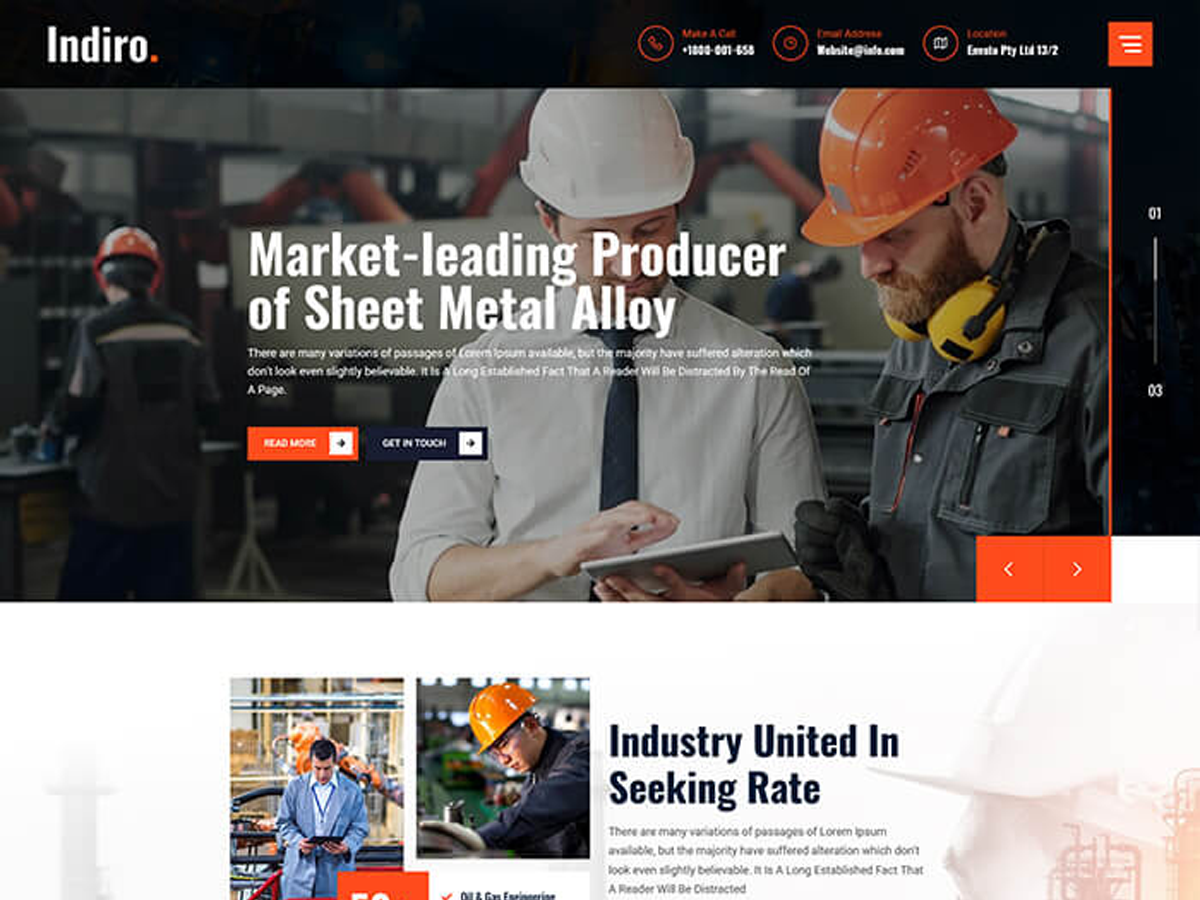 Indiro.
Make A Call
+1800-001-658
Email Address
Website@info.com
Location
Envato Pty Ltd 13/2
01
03
Market-leading Producer
of Sheet Metal Alloy
There are many variations of passages of Lorem Ipsum available, but the majority have suffered alteration which
don't look even slightly believable. It Is A Long Established Fact That A Reader Will Be Distracted By The Read Of
A Page.
READ MORE
GET IN TOUCH
Industry United In
Seeking Rate
There are many variations of passages of Lorem Ipsum
available, but the majority have suffered alteration which don't
look even slightly believable. It Is A Long Established Fact That
A Reader Will Be Distracted
Oil & Gas Engineering